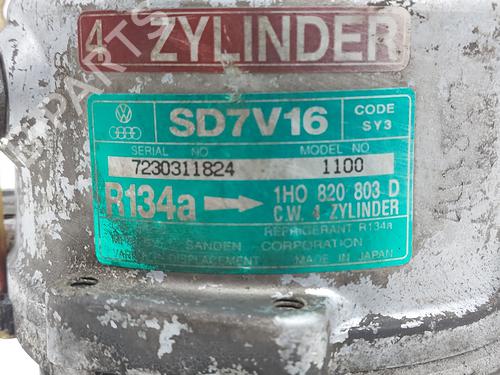 4 ZYLINDER
SD7V16
CODE
SY3
SERIAL NO
MODEL NO
7230311824
1100
R134a
1H0 820 803 D
C.W. 4 ZYLINDER
REFRIGERANT R134a
SANDEN CORPORATION
DISPLACEMENT MADE IN JAPAN